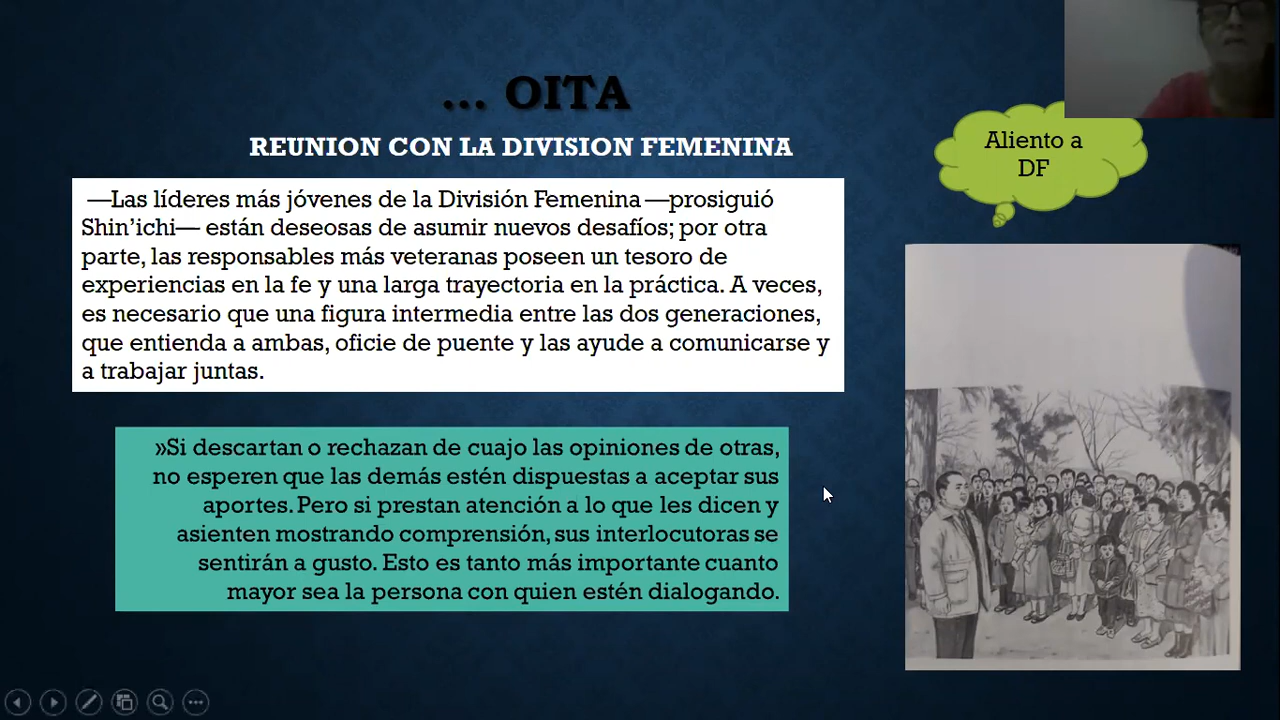 ... OITA
REUNION CON LA DIVISION FEMENINA
—Las líderes más jóvenes de la División Femenina —prosiguió
Shin’ichi— están deseosas de asumir nuevos desafíos; por otra
parte, las responsables más veteranas poseen un tesoro de
experiencias en la fe y una larga trayectoria en la práctica. A veces,
es necesario que una figura intermedia entre las dos generaciones,
que entienda a ambas, oficie de puente y las ayude a comunicarse y
a trabajar juntas.
»Si descartan o rechazan de cuajo las opiniones de otras,
no esperen que las demás estén dispuestas a aceptar sus
aportes. Pero si prestan atención a lo que les dicen y
asienten mostrando comprensión, sus interlocutoras se
sentirán a gusto. Esto es tanto más importante cuanto
mayor sea la persona con quien estén dialogando.
Aliento a
DF